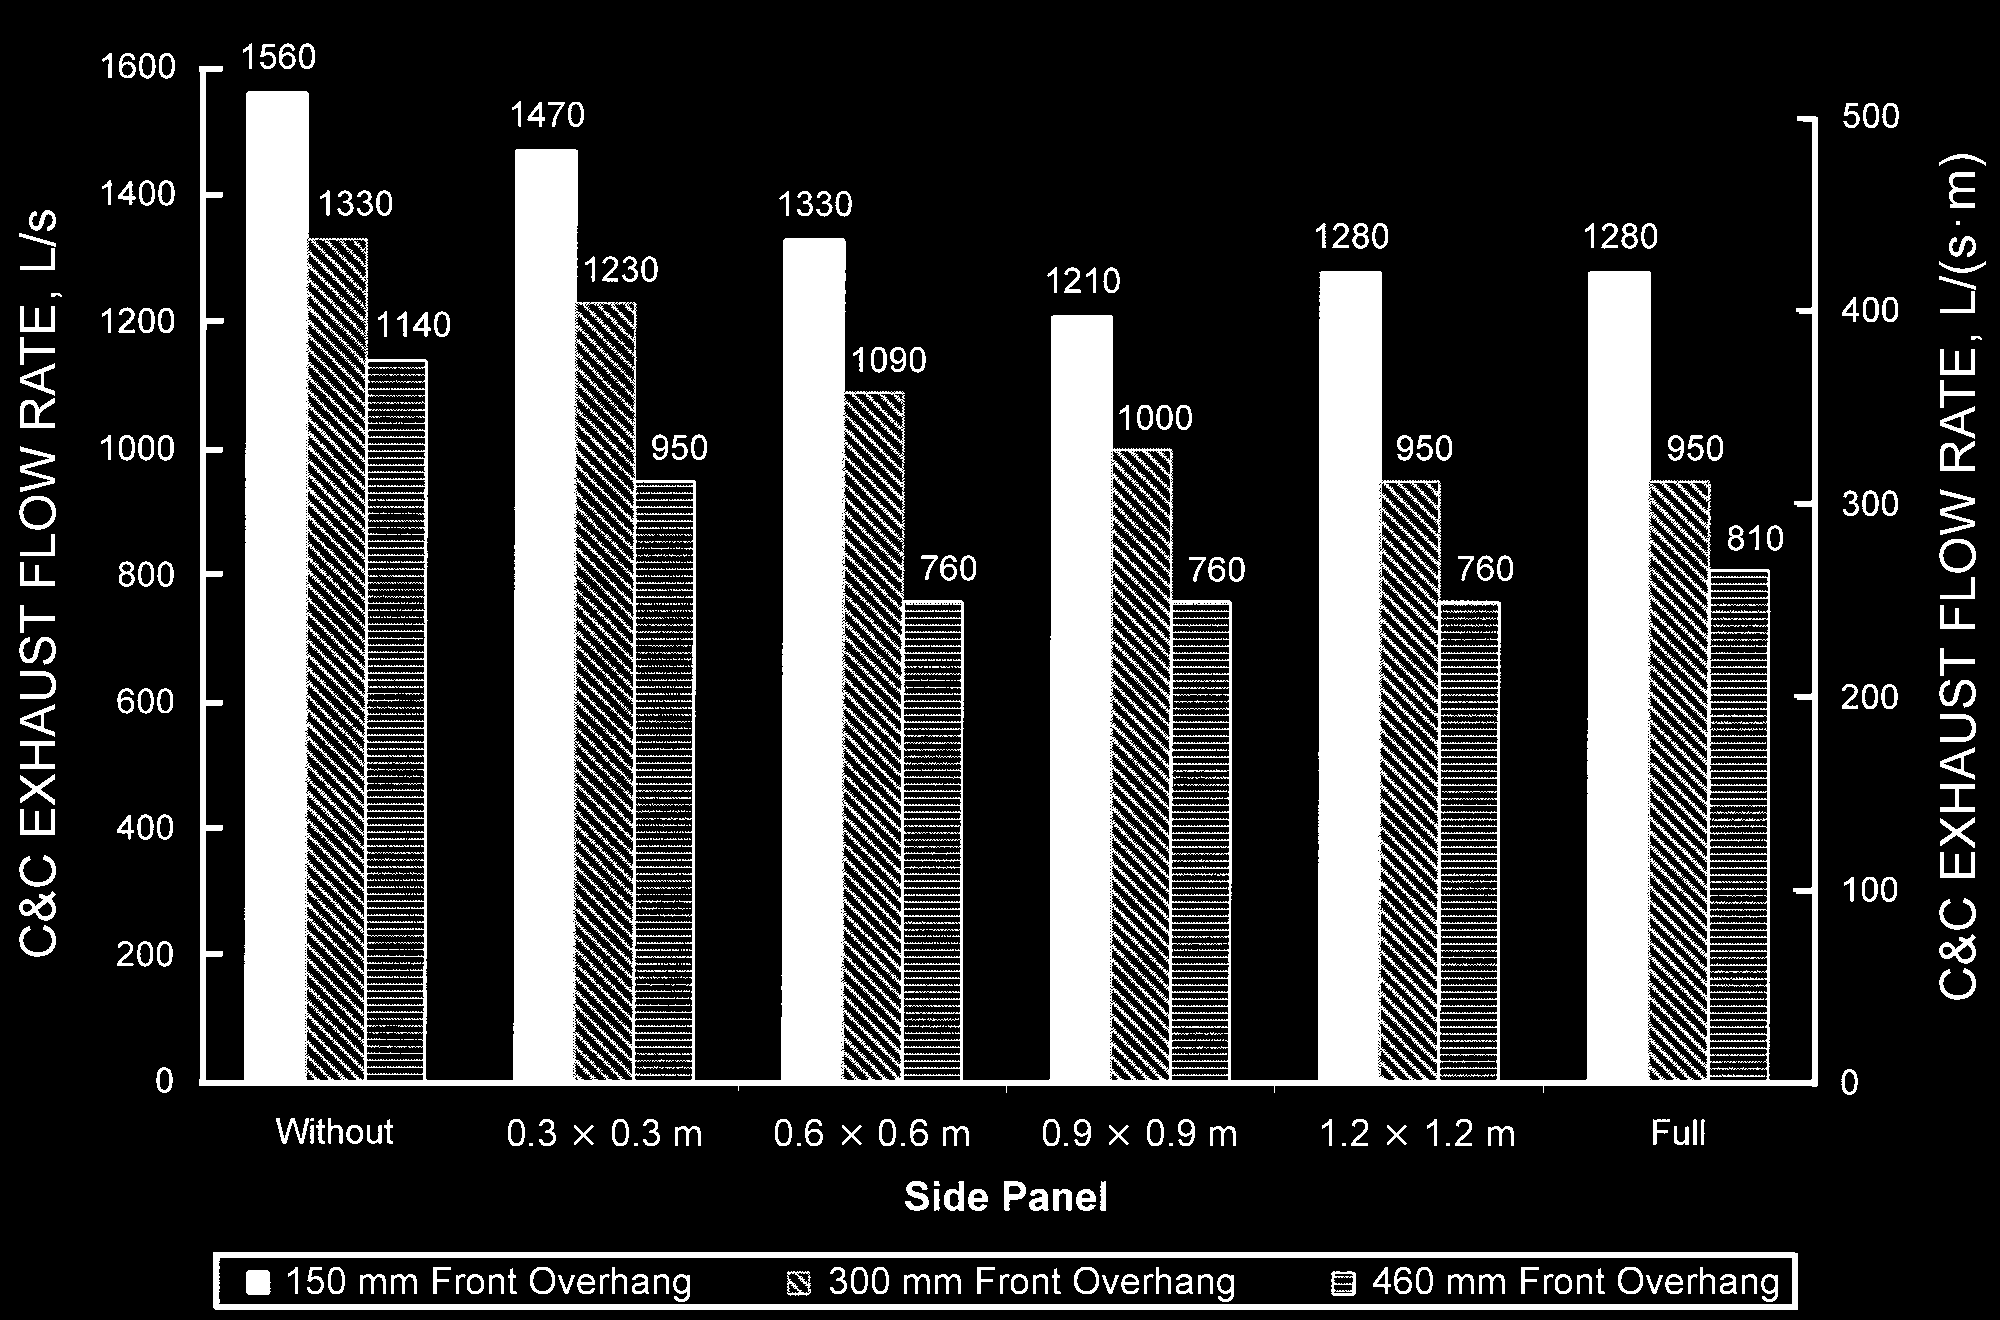 C&C EXHAUST FLOW RATE, L/s
1600
1400
1200
1000
800
600
400
200
0
1560
1330
1140
1470
1230
950
1330
1090
760
1210
1000
760
1280
950
760
1280
950
810
500
400
300
200
100
0
C&C EXHAUST FLOW RATE, L/(s·m)
Without
0.3 × 0.3 m
0.6 × 0.6 m
0.9 × 0.9 m
1.2 × 1.2 m
Full
Side Panel
150 mm Front Overhang
300 mm Front Overhang
460 mm Front Overhang